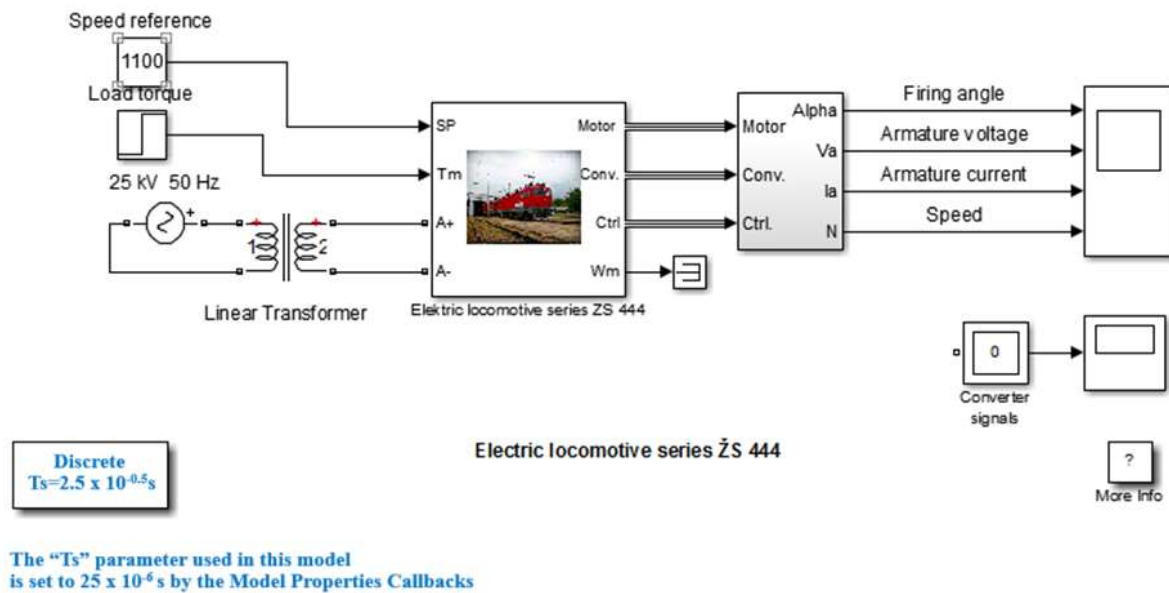 Speed reference
1100
Load torque
25 kV 50 Hz
+
1
2
Linear Transformer
SP
Tm
A+
A-
Motor
Conv.
Ctrl
Wm
Elektric locomotive series ZS 444
Motor
Conv.
Ctrl.
Alpha
Va
Ia
N
Firing angle
Armature voltage
Armature current
Speed
0
Converter
signals
Electric locomotive series ŽS 444
?
More Info
Discrete
Ts=2.5 x 10⁻⁰·⁵s
The “Ts” parameter used in this model
is set to 25 x 10⁻⁶ s by the Model Properties Callbacks